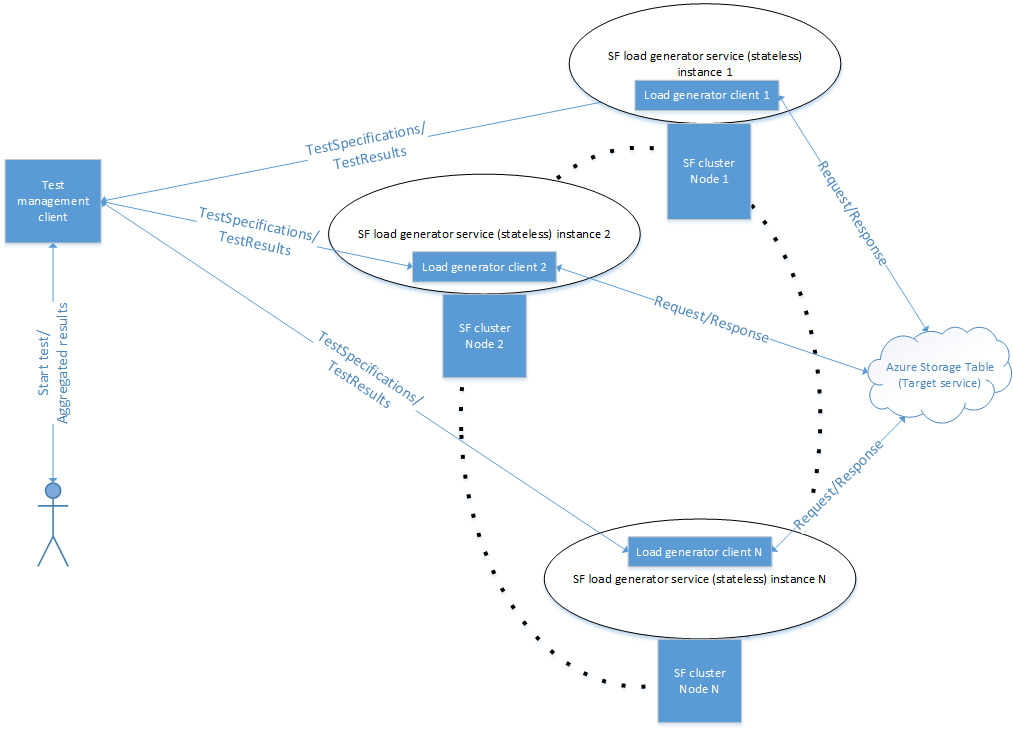 SF load generator service (stateless)
instance 1
Load generator client 1
SF cluster
Node 1
TestSpecifications/
TestResults
Request/Response
Test
management
client
TestSpecifications/
TestResults
SF load generator service (stateless) instance 2
Load generator client 2
SF cluster
Node 2
Request/Response
Start test/
Aggregated results
TestSpecifications/
TestResults
Azure Storage Table
(Target service)
Request/Response
Load generator client N
SF load generator service (stateless) instance N
SF cluster
Node N